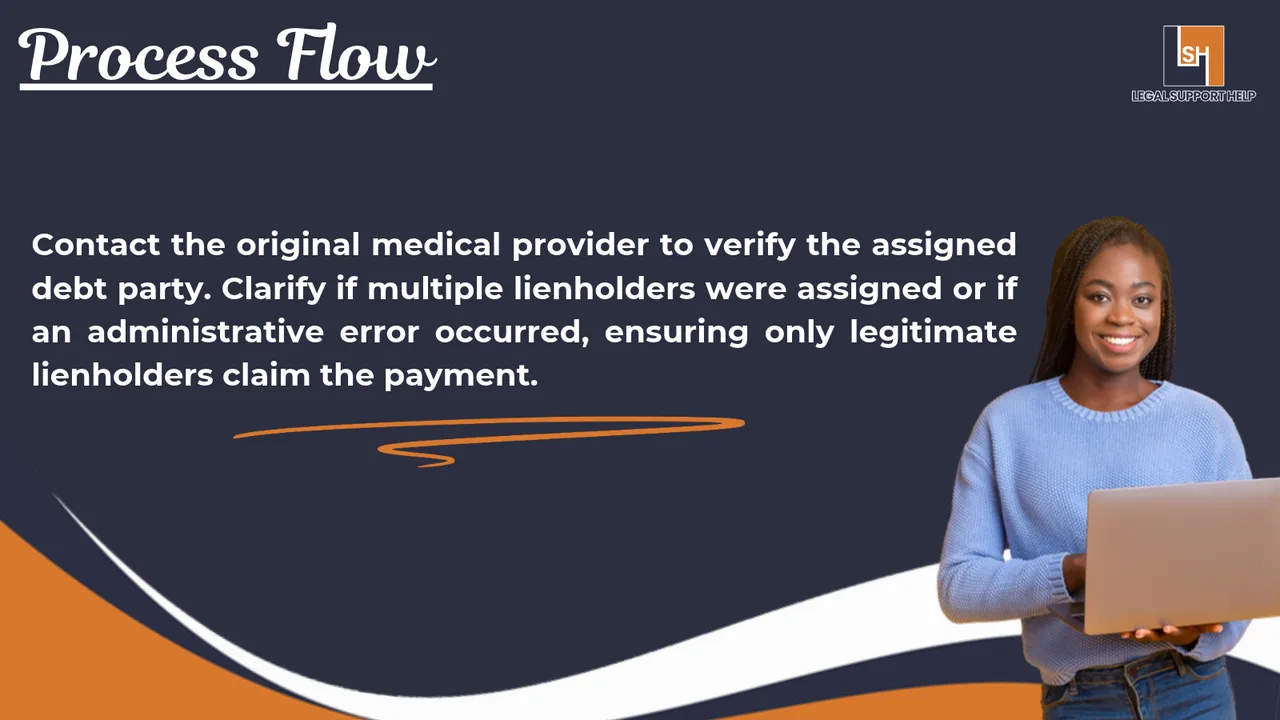 Process Flow
LSH
LEGAL SUPPORT HELP
Contact the original medical provider to verify the assigned
debt party. Clarify if multiple lienholders were assigned or if
an administrative error occurred, ensuring only legitimate
lienholders claim the payment.